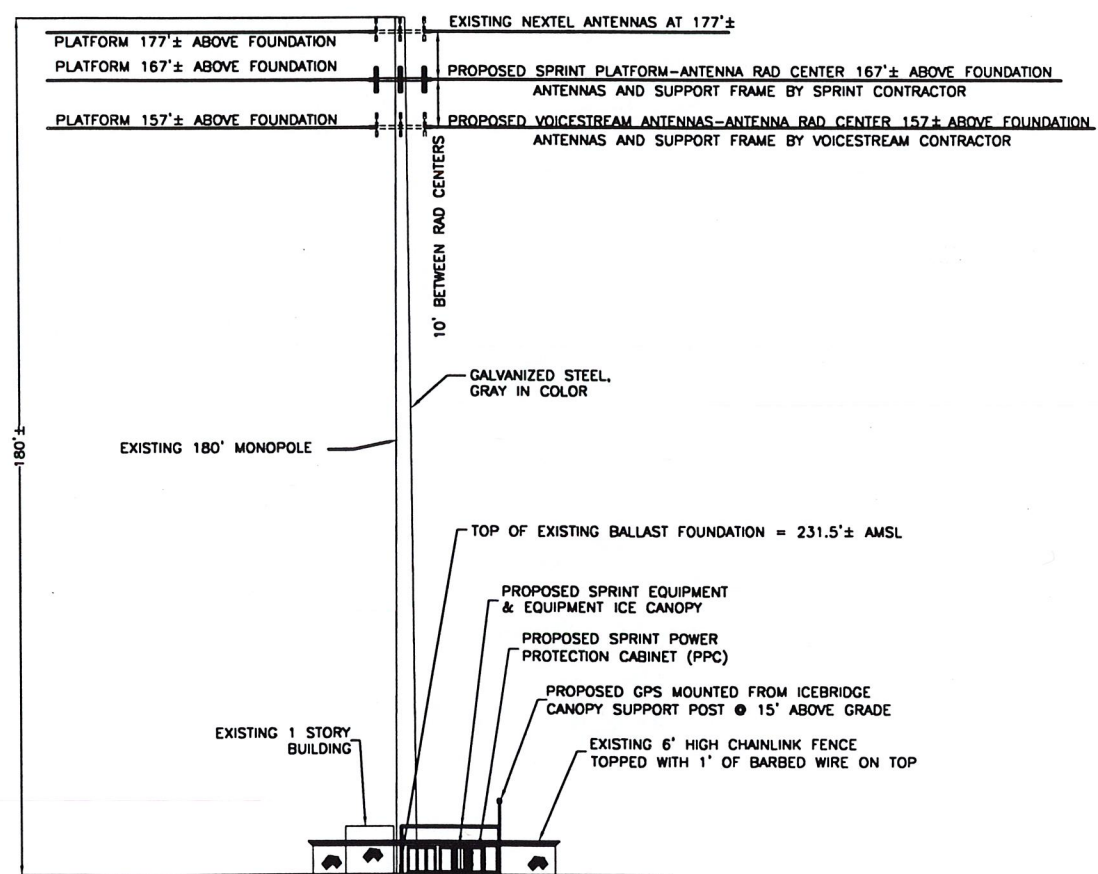 EXISTING NEXTEL ANTENNAS AT 177'±
PLATFORM 177'± ABOVE FOUNDATION
PLATFORM 167'± ABOVE FOUNDATION
PROPOSED SPRINT PLATFORM-ANTENNA RAD CENTER 167'± ABOVE FOUNDATION
ANTENNAS AND SUPPORT FRAME BY SPRINT CONTRACTOR
PLATFORM 157'± ABOVE FOUNDATION
PROPOSED VOICESTREAM ANTENNAS-ANTENNA RAD CENTER 157± ABOVE FOUNDATION
ANTENNAS AND SUPPORT FRAME BY VOICESTREAM CONTRACTOR
10' BETWEEN RAD CENTERS
GALVANIZED STEEL,
GRAY IN COLOR
180'±
EXISTING 180' MONOPOLE
TOP OF EXISTING BALLAST FOUNDATION = 231.5'± AMSL
PROPOSED SPRINT EQUIPMENT
& EQUIPMENT ICE CANOPY
PROPOSED SPRINT POWER
PROTECTION CABINET (PPC)
PROPOSED GPS MOUNTED FROM ICEBRIDGE
CANOPY SUPPORT POST @ 15' ABOVE GRADE
EXISTING 1 STORY
BUILDING
EXISTING 6' HIGH CHAINLINK FENCE
TOPPED WITH 1' OF BARBED WIRE ON TOP